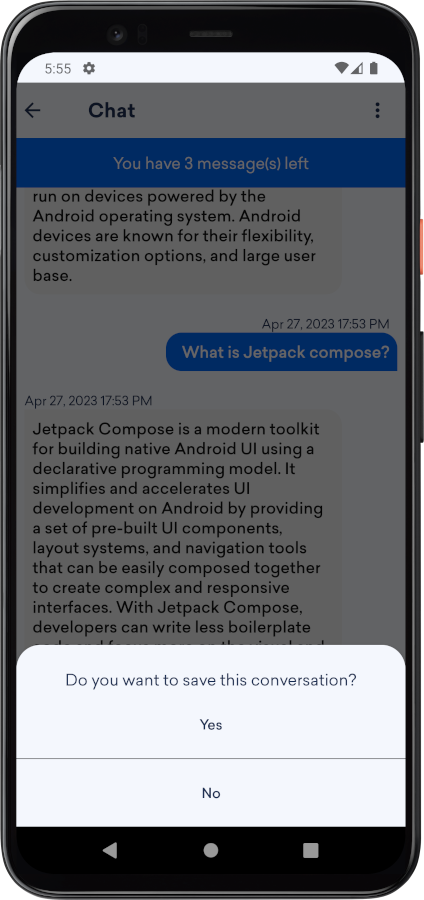 5:55
Chat
You have 3 message(s) left
run on devices powered by the
Android operating system. Android
devices are known for their flexibility,
customization options, and large user
base.
Apr 27, 2023 17:53 PM
What is Jetpack compose?
Apr 27, 2023 17:53 PM
Jetpack Compose is a modern toolkit
for building native Android UI using a
declarative programming model. It
simplifies and accelerates UI
development on Android by providing
a set of pre-built UI components,
layout systems, and navigation tools
that can be easily composed together
to create complex and responsive
interfaces. With Jetpack Compose,
developers can write less boilerplate
Do you want to save this conversation?
Yes
No